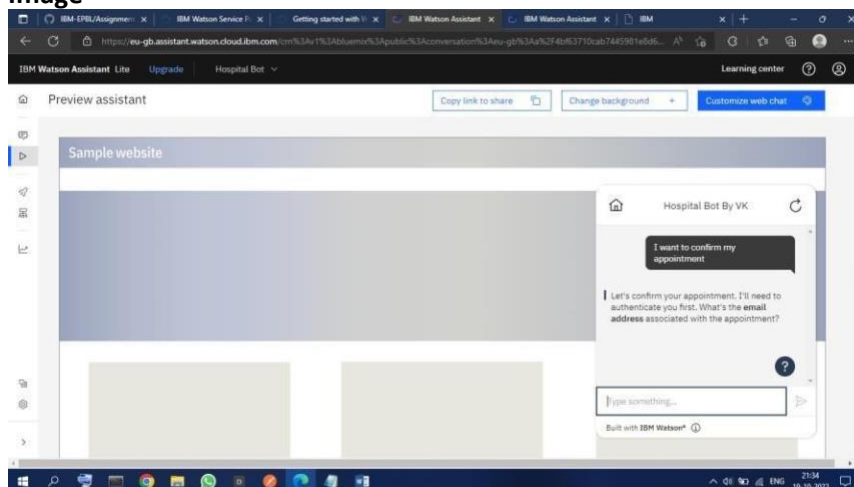 Image
IBM-EPBL/Assignmen
IBM Watson Service P
Getting started with
IBM Watson Assistant
IBM Watson Assistant
IBM
IBM Watson Assistant Lite Upgrade Hospital Bot Learning center
Preview assistant
Copy link to share
Change background +
Customize web chat
Sample website
Hospital Bot By VK
I want to confirm my
appointment
Let's confirm your appointment. I'll need to
authenticate you first. What's the email
address associated with the appointment?
?
Type something...
Built with IBM Watson®
ENG
21:34